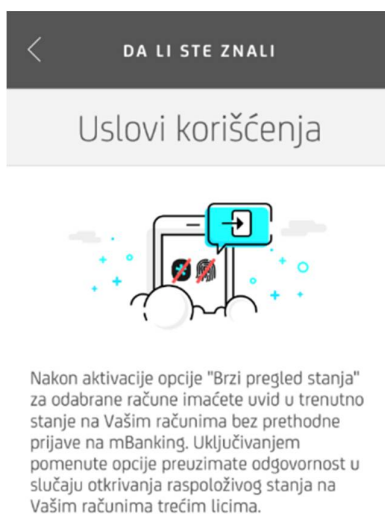 DA LI STE ZNALI
Uslovi korišćenja
Nakon aktivacije opcije "Brzi pregled stanja"
za odabrane račune imaćete uvid u trenutno
stanje na Vašim računima bez prethodne
prijave na mBanking. Uključivanjem
pomenute opcije preuzimate odgovornost u
slučaju otkrivanja raspoloživog stanja na
Vašim računima trećim licima.